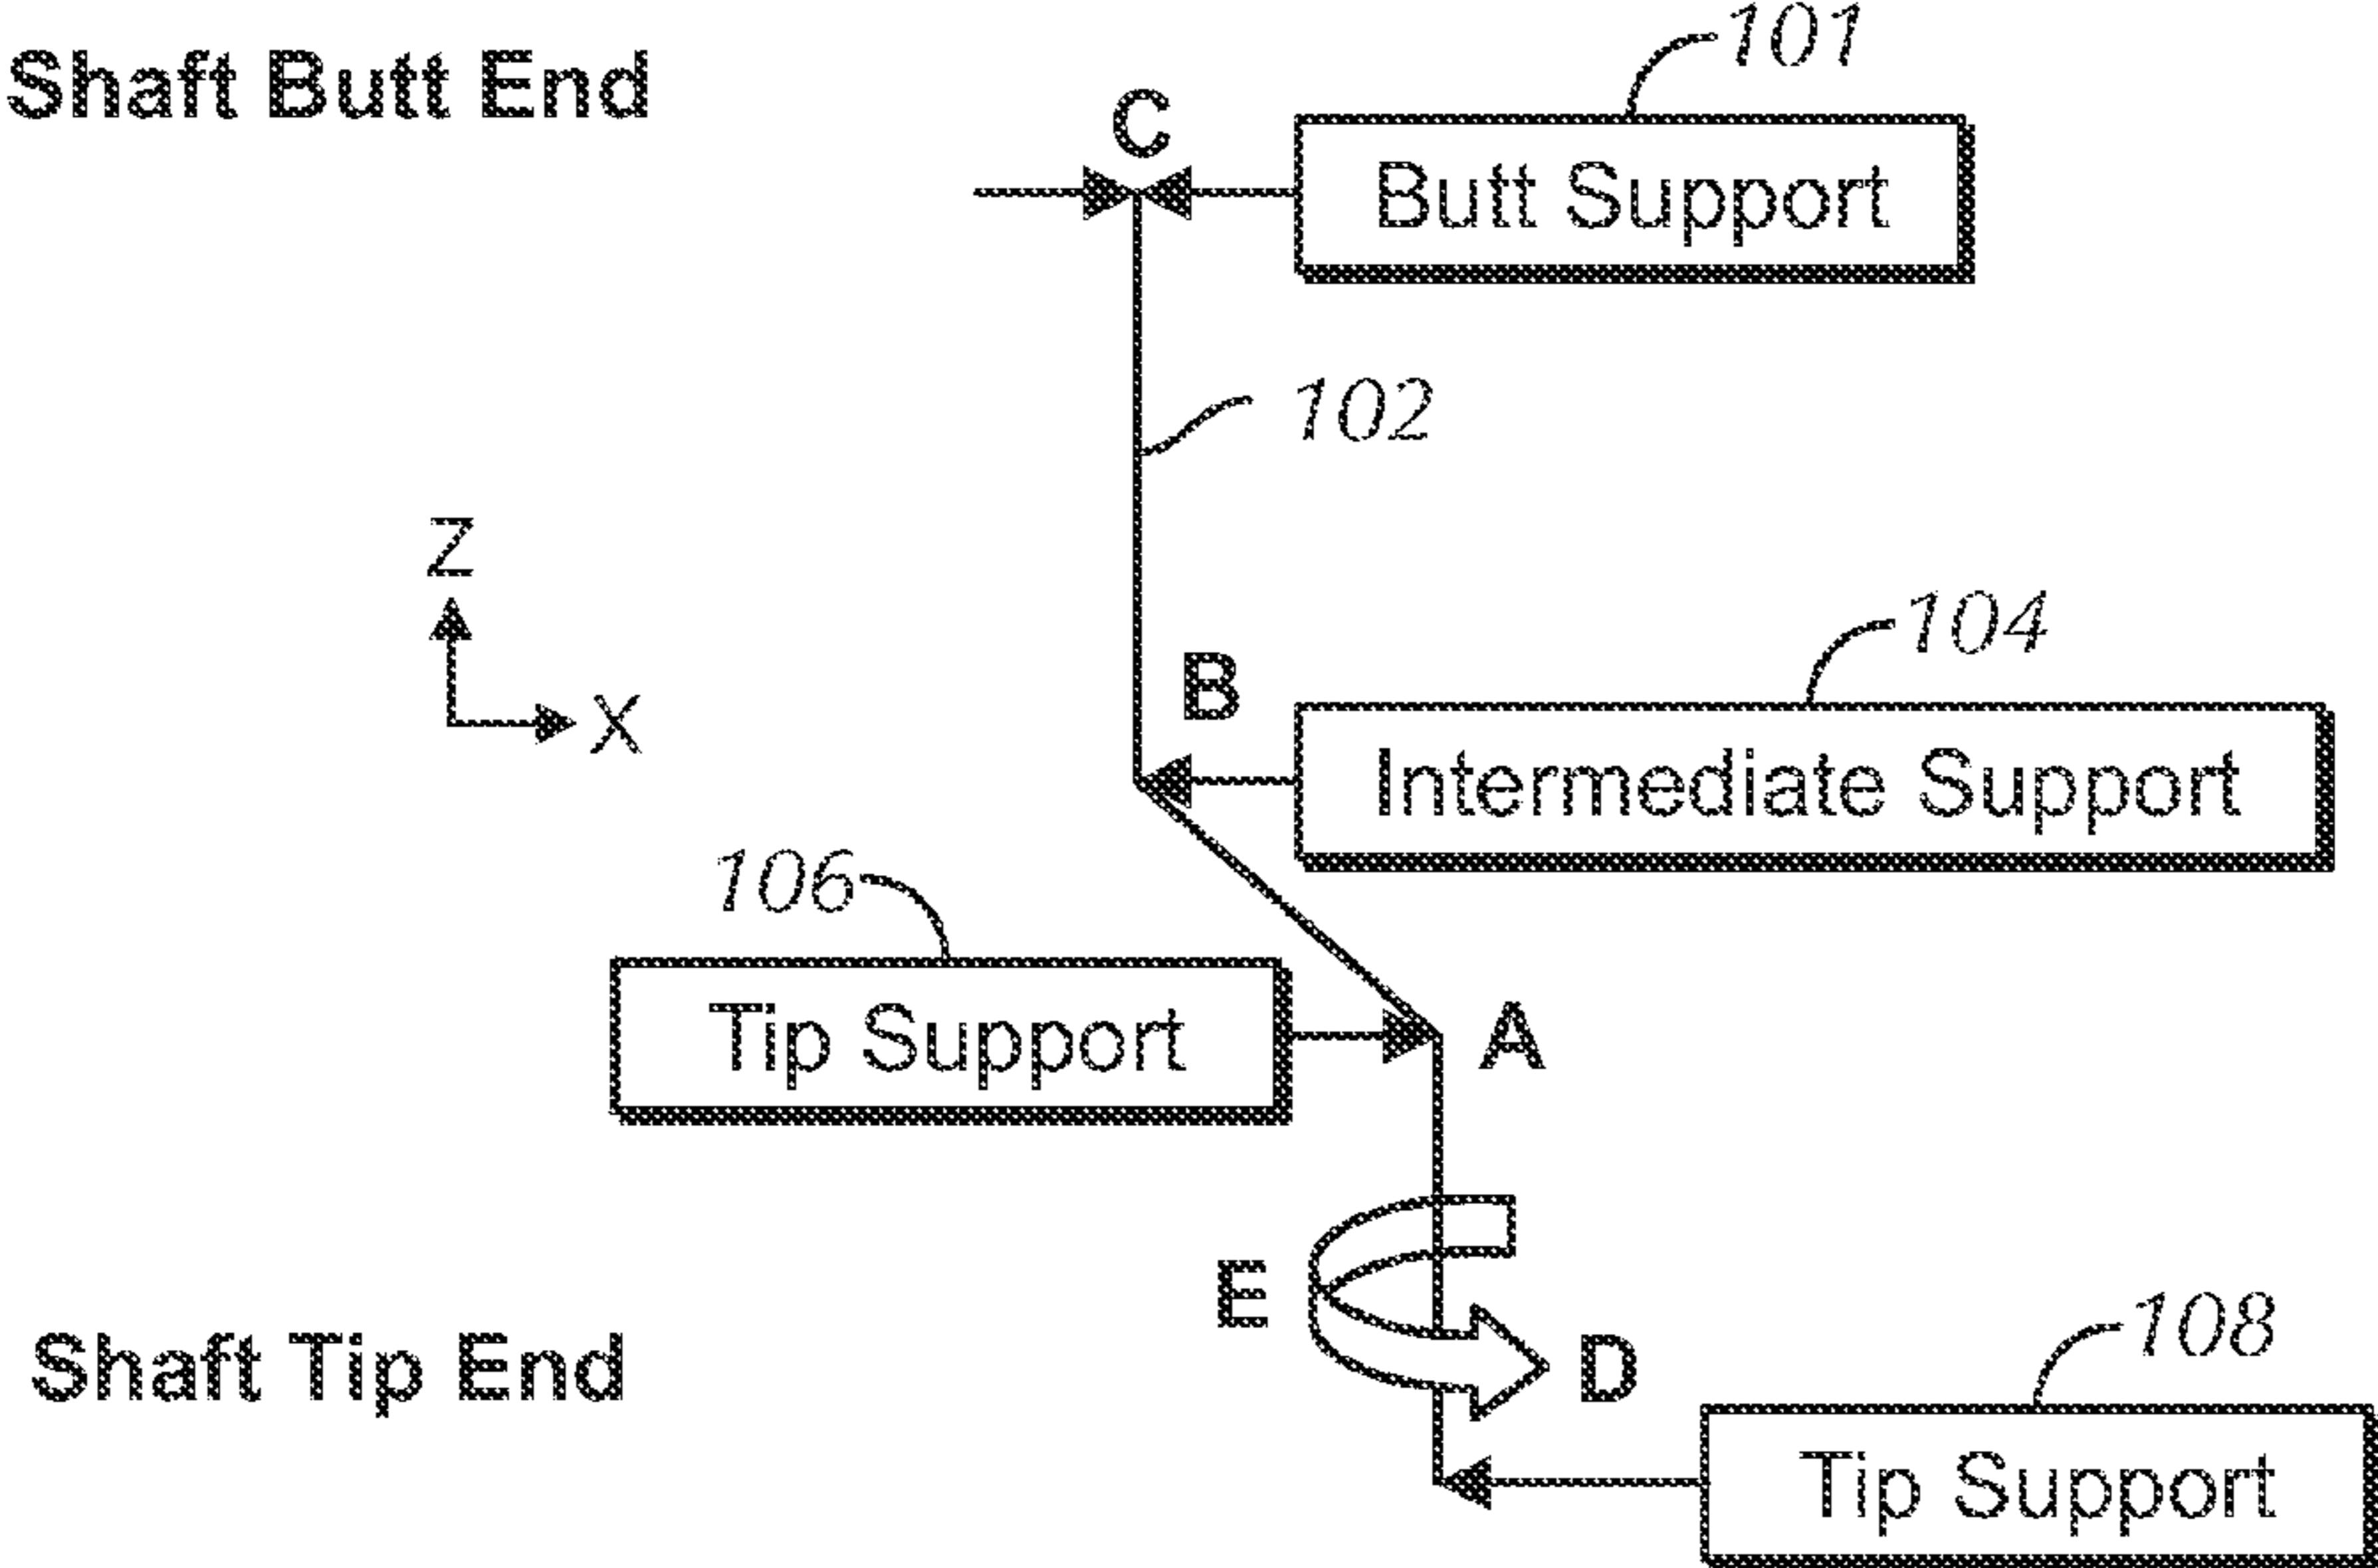 101
Shaft Butt End
C
Butt Support
102
Z
104
B
X
Intermediate Support
106
Tip Support
A
E
108
Shaft Tip End
D
Tip Support